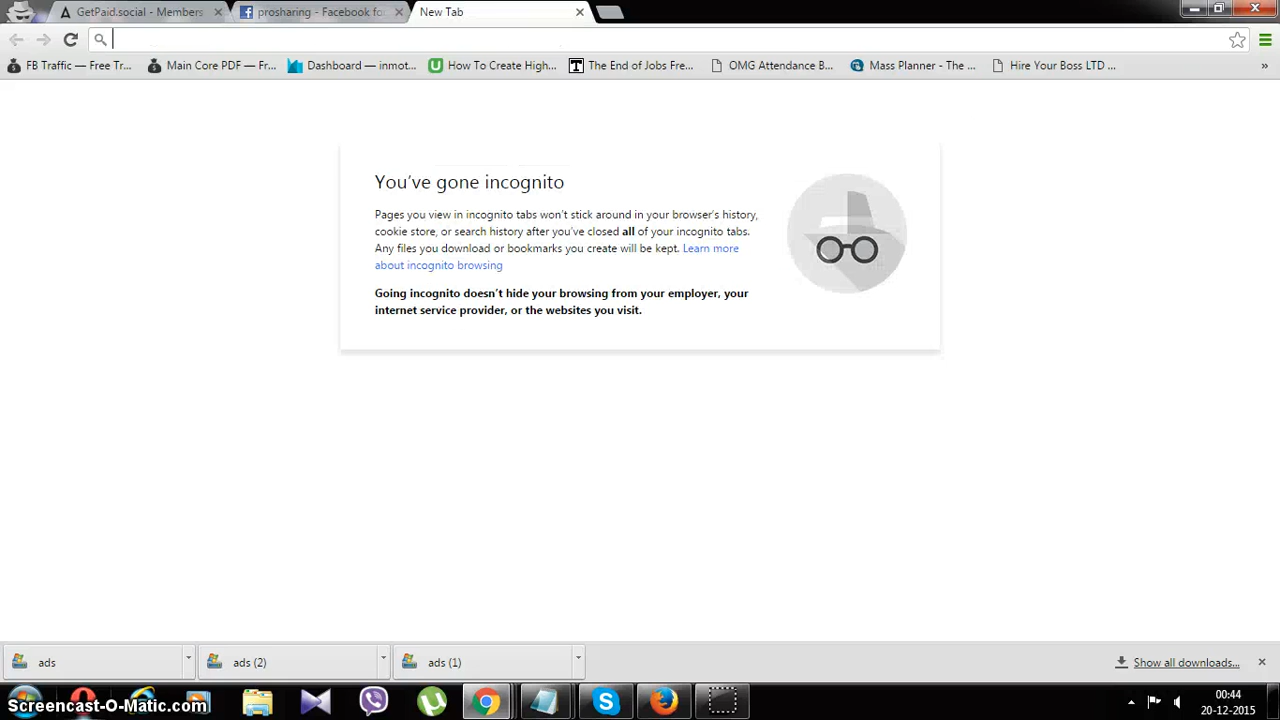 GetPaid.social - Members
prosharing - Facebook fo
New Tab
FB Traffic — Free Tr...
Main Core PDF — Fr...
Dashboard — inmot...
How To Create High...
The End of Jobs Fre...
OMG Attendance B...
Mass Planner - The ...
Hire Your Boss LTD ...
»
You've gone incognito
Pages you view in incognito tabs won't stick around in your browser's history,
cookie store, or search history after you've closed all of your incognito tabs.
Any files you download or bookmarks you create will be kept. Learn more
about incognito browsing
Going incognito doesn't hide your browsing from your employer, your
internet service provider, or the websites you visit.
ads
ads (2)
ads (1)
Show all downloads...
Screencast-O-Matic.com
00:44
20-12-2015